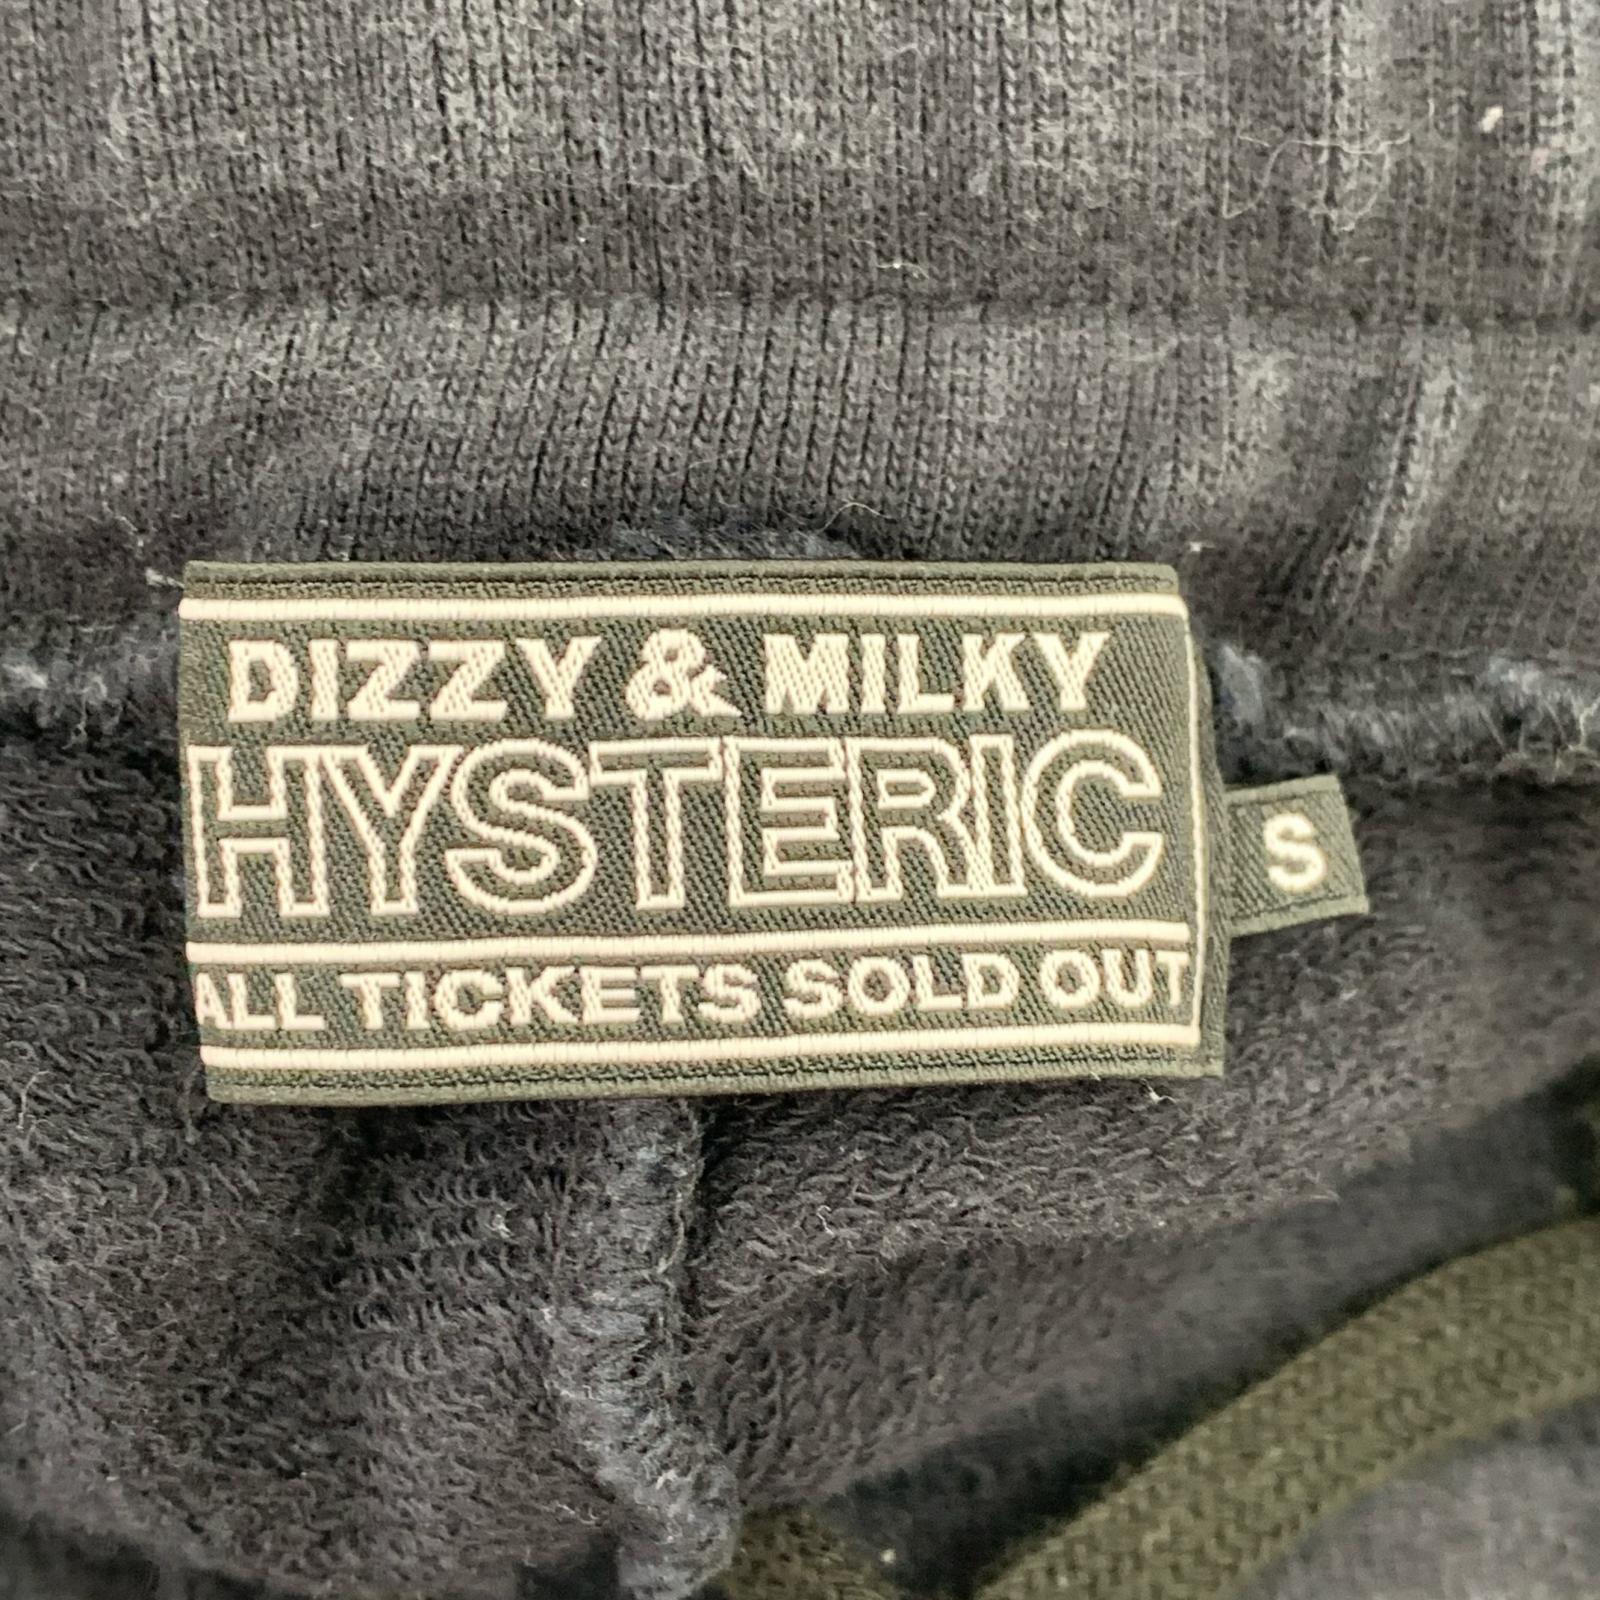 DIZZY & MILKY
HYSTERIC
ALL TICKETS SOLD OUT
S